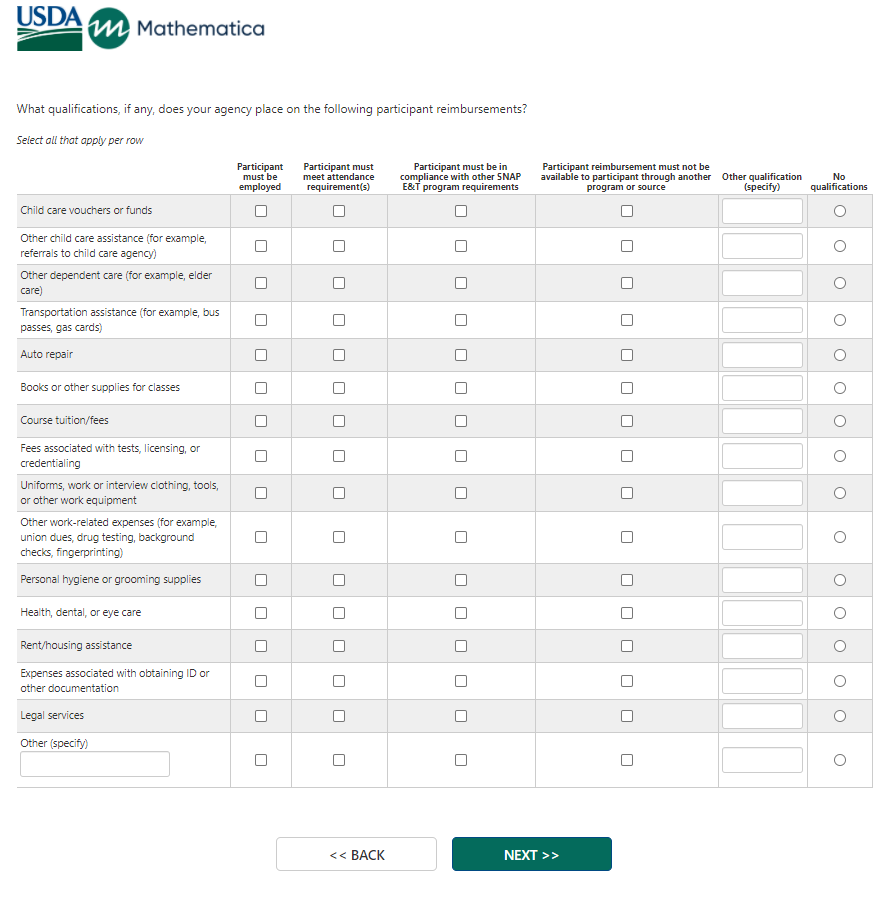 USDA
m Mathematica
What qualifications, if any, does your agency place on the following participant reimbursements?
Select all that apply per row
Participant must be employed
Participant must meet attendance requirement(s)
Participant must be in compliance with other SNAP E&T program requirements
Participant reimbursement must not be available to participant through another program or source
Other qualification (specify)
No qualifications
Child care vouchers or funds
Other child care assistance (for example,
referrals to child care agency)
Other dependent care (for example, elder
care)
Transportation assistance (for example, bus
passes, gas cards)
Auto repair
Books or other supplies for classes
Course tuition/fees
Fees associated with tests, licensing, or
credentialing
Uniforms, work or interview clothing, tools,
or other work equipment
Other work-related expenses (for example,
union dues, drug testing, background
checks, fingerprinting)
Personal hygiene or grooming supplies
Health, dental, or eye care
Rent/housing assistance
Expenses associated with obtaining ID or
other documentation
Legal services
Other (specify)
<< BACK
NEXT >>